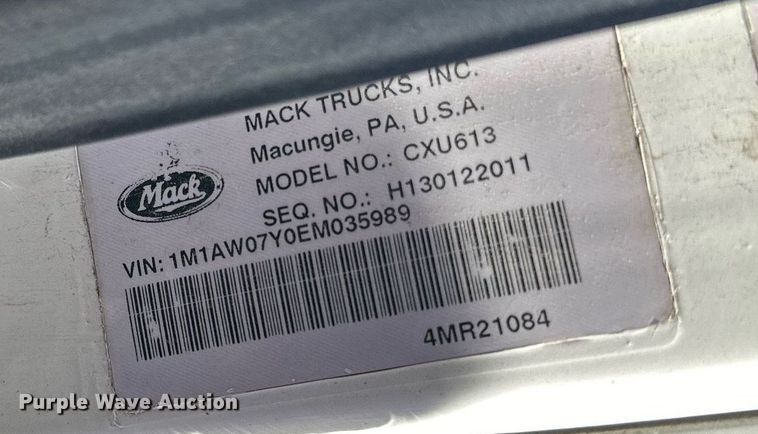 MACK TRUCKS, INC.
Macungie, PA, U.S.A.
MODEL NO.: CXU613
SEQ. NO.: H130122011
Mack
VIN: 1M1AW07Y0EM035989
4MR21084
Purple Wave Auction